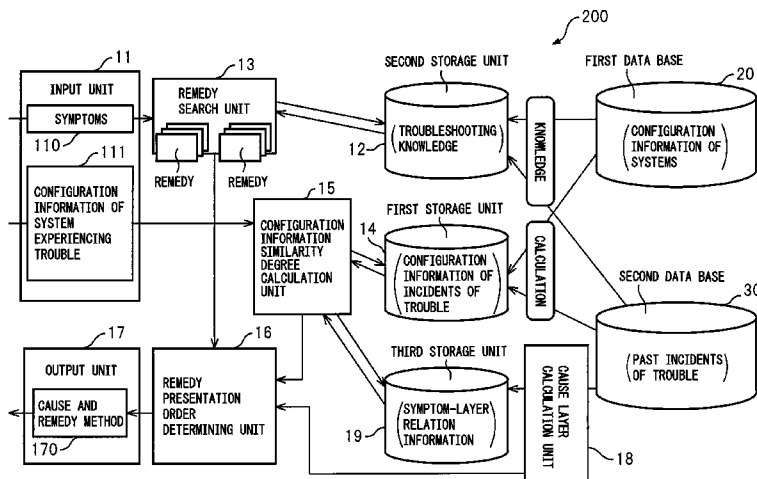 200
11
INPUT UNIT
SYMPTOMS
110
111
CONFIGURATION
INFORMATION OF
SYSTEM
EXPERIENCING
TROUBLE
13
REMEDY
SEARCH UNIT
REMEDY
REMEDY
SECOND STORAGE UNIT
12
TROUBLESHOOTING
KNOWLEDGE
KNOWLEDGE
FIRST DATA BASE
20
CONFIGURATION
INFORMATION OF
SYSTEMS
15
CONFIGURATION
INFORMATION
SIMILARITY
DEGREE
CALCULATION
UNIT
FIRST STORAGE UNIT
14
CONFIGURATION
INFORMATION OF
INCIDENTS OF
TROUBLE
CALCULATION
SECOND DATA BASE
30
PAST INCIDENTS
OF TROUBLE
17
OUTPUT UNIT
CAUSE AND
REMEDY METHOD
170
16
REMEDY
PRESENTATION
ORDER
DETERMINING UNIT
THIRD STORAGE UNIT
19
SYMPTOM-LAYER
RELATION
INFORMATION
CAUSE LAYER
CALCULATION UNIT
18